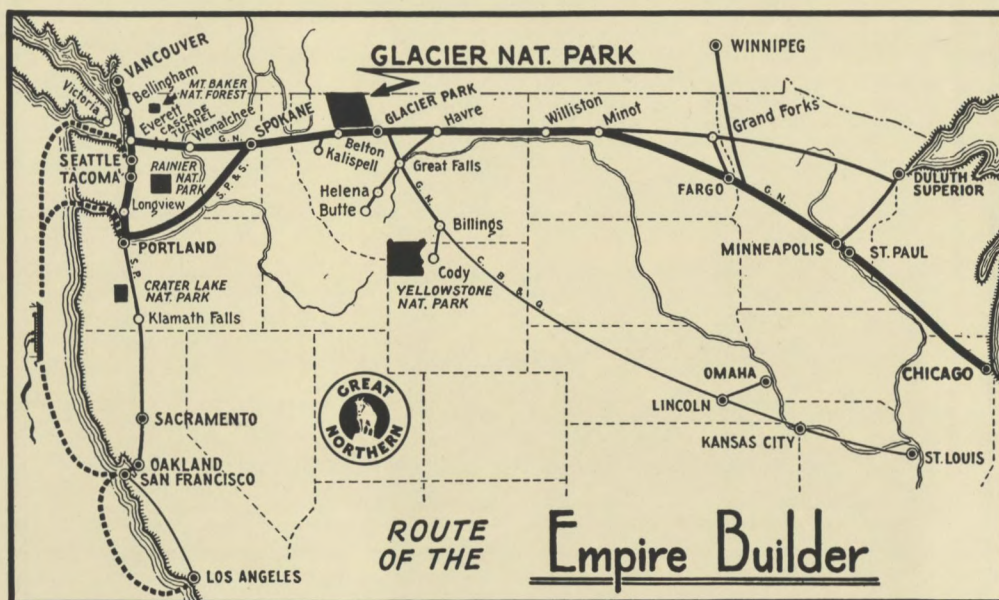 GLACIER NAT. PARK
WINNIPEG
VANCOUVER
Victoria
Bellingham
MT. BAKER
NAT. FOREST
Everett
CASCADE
TUNNEL
Wenatchee
G. N.
SPOKANE
Belton
GLACIER PARK
Kalispell
Havre
Williston
Minot
Grand Forks
SEATTLE
TACOMA
RAINIER
NAT.
PARK
Longview
S. P. & S.
PORTLAND
Great Falls
Helena
Butte
G. N.
Billings
FARGO
G. N.
DULUTH
SUPERIOR
MINNEAPOLIS
ST. PAUL
S. P.
CRATER LAKE
NAT. PARK
Klamath Falls
Cody
YELLOWSTONE
NAT. PARK
C. B. & Q.
CHICAGO
OMAHA
LINCOLN
KANSAS CITY
ST. LOUIS
GREAT
NORTHERN
SACRAMENTO
OAKLAND
SAN FRANCISCO
LOS ANGELES
ROUTE
OF THE
Empire Builder